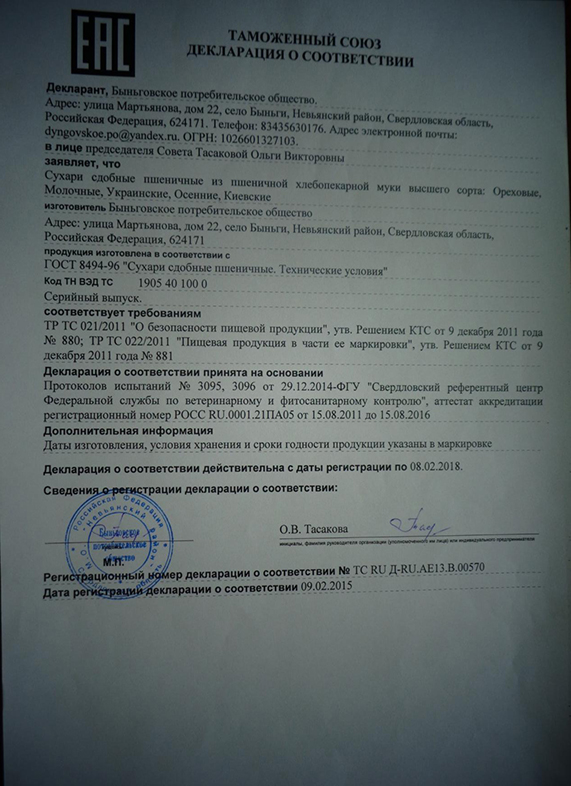 EAC
ТАМОЖЕННЫЙ СОЮЗ
ДЕКЛАРАЦИЯ О СООТВЕТСТВИИ
Декларант, Быньговское потребительское общество.
Адрес: улица Мартьянова, дом 22, село Быньги, Невьянский район, Свердловская область,
Российская Федерация, 624171. Телефон: 83435630176. Адрес электронной почты:
dyngovskoe.po@yandex.ru. ОГРН: 1026601327103.
в лице председателя Совета Тасаковой Ольги Викторовны
заявляет, что
Сухари сдобные пшеничные из пшеничной хлебопекарной муки высшего сорта: Ореховые,
Молочные, Украинские, Осенние, Киевские
изготовитель Быньговское потребительское общество
Адрес: улица Мартьянова, дом 22, село Быньги, Невьянский район, Свердловская область,
Российская Федерация, 624171
продукция изготовлена в соответствии с
ГОСТ 8494-96 "Сухари сдобные пшеничные. Технические условия"
Код ТН ВЭД ТС 1905 40 100 0
Серийный выпуск.
соответствует требованиям
ТР ТС 021/2011 "О безопасности пищевой продукции", утв. Решением КТС от 9 декабря 2011 года
№ 880; ТР ТС 022/2011 "Пищевая продукция в части ее маркировки", утв. Решением КТС от 9
декабря 2011 года № 881
Декларация о соответствии принята на основании
Протоколов испытаний № 3095, 3096 от 29.12.2014-ФГУ "Свердловский референтный центр
Федеральной службы по ветеринарному и фитосанитарному контролю", аттестат аккредитации
регистрационный номер РОСС RU.0001.21ПА05 от 15.08.2011 до 15.08.2016
Дополнительная информация
Даты изготовления, условия хранения и сроки годности продукции указаны в маркировке
Декларация о соответствии действительна с даты регистрации по 08.02.2018.
Сведения о регистрации декларации о соответствии:
Российская Федерация
Невьянский район
Быньговское
потребительское
общество
М.П.
О.В. Тасакова
инициалы, фамилия руководителя организации (уполномоченного им лица) или индивидуального предпринимателя
Регистрационный номер декларации о соответствии № ТС RU Д-RU.АЕ13.В.00570
Дата регистрации декларации о соответствии 09.02.2015